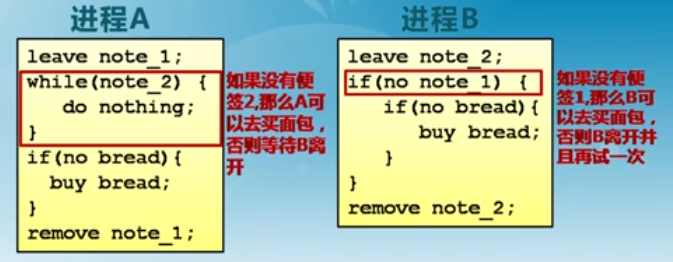 进程A
leave note_1;
while(note_2) {
do nothing;
}
if(no bread){
buy bread;
}
remove note_1;
如果没有便
签2,那么A可
以去买面包，
否则等待B离
开
进程B
leave note_2;
if(no note_1) {
if(no bread){
buy bread;
}
}
remove note_2;
如果没有便
签1,那么B可
以去买面包，
否则B离开并
且再试一次